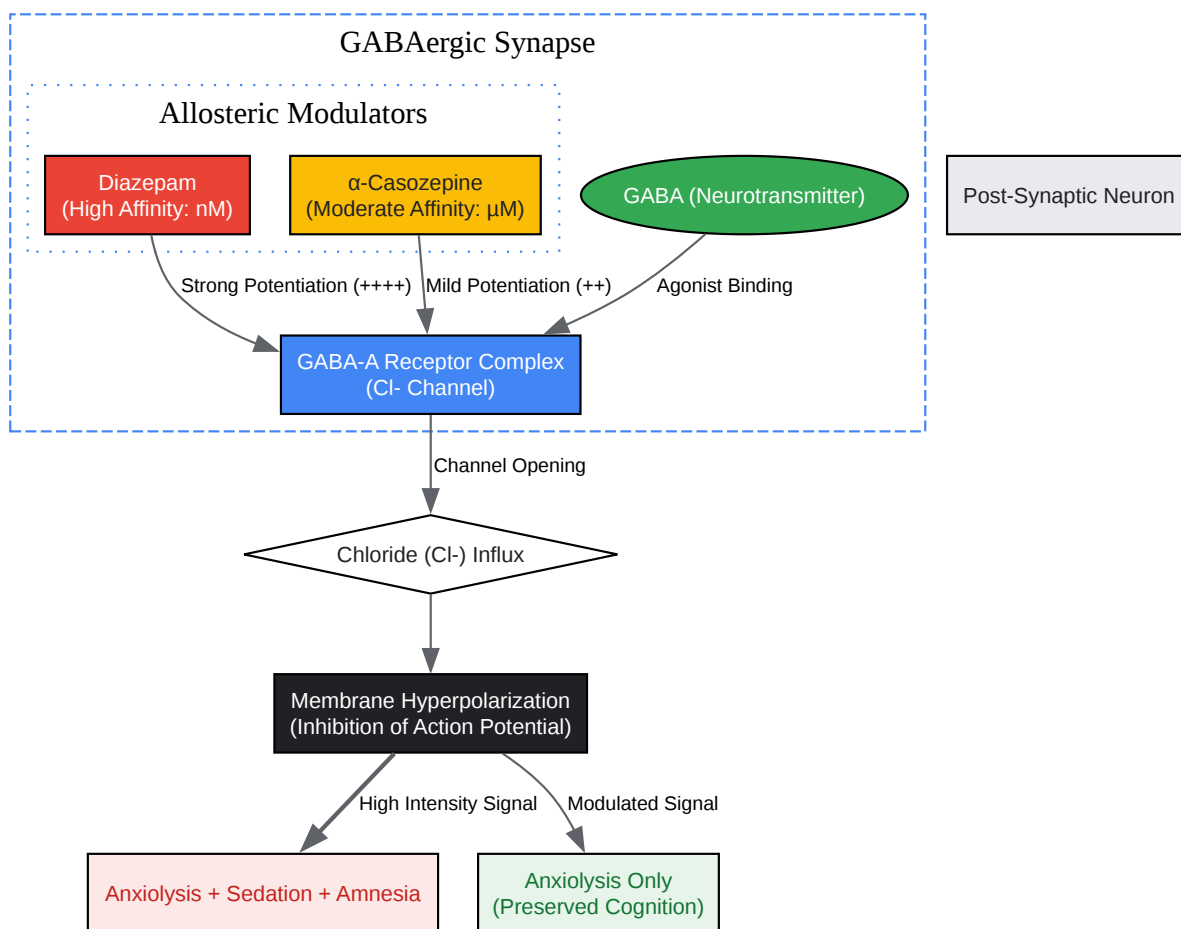 GABAergic Synapse
Allosteric Modulators
Diazepam
(High Affinity: nM)
α-Casozepine
(Moderate Affinity: µM)
GABA (Neurotransmitter)
Post-Synaptic Neuron
Strong Potentiation (++++)
Mild Potentiation (++)
Agonist Binding
GABA-A Receptor Complex
(Cl- Channel)
Channel Opening
Chloride (Cl-) Influx
Membrane Hyperpolarization
(Inhibition of Action Potential)
High Intensity Signal
Modulated Signal
Anxiolysis + Sedation + Amnesia
Anxiolysis Only
(Preserved Cognition)